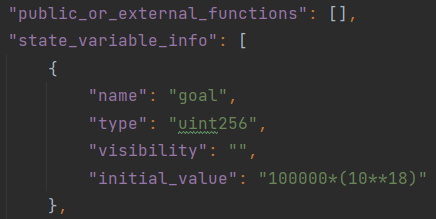 "public_or_external_functions": [],
"state_variable_info": [
{
"name": "goal",
"type": "uint256",
"visibility": "",
"initial_value": "100000*(10**18)"
},